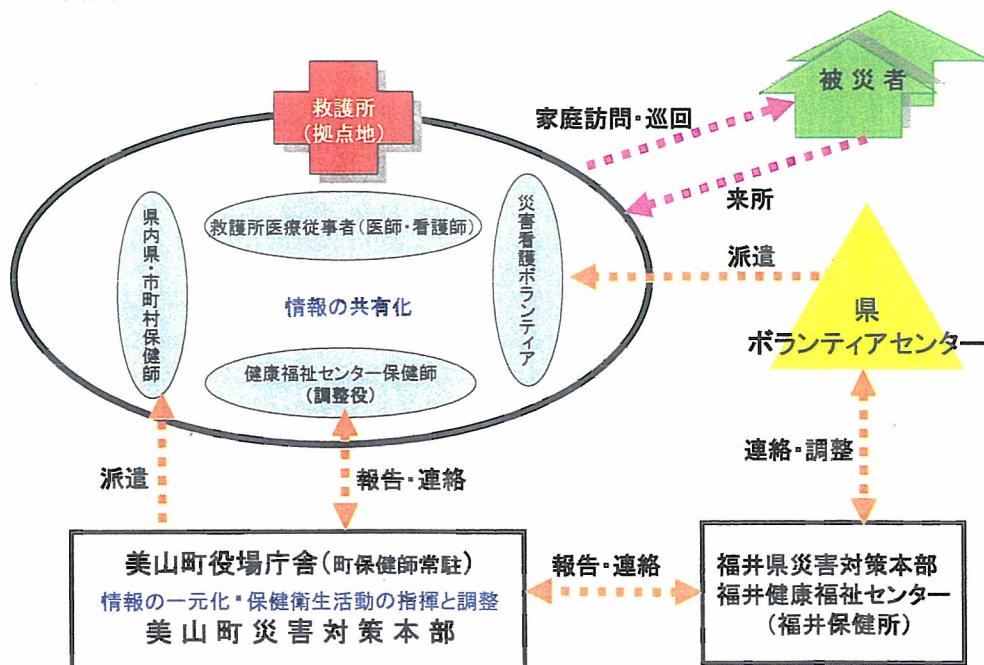 救護所
(拠点地)
被災者
家庭訪問・巡回
来所
県内県・市町村保健師
救護所医療従事者(医師・看護師)
災害看護ボランティア
情報の共有化
健康福祉センター保健師
(調整役)
派遣
県
ボランティアセンター
派遣
報告・連絡
連絡・調整
美山町役場庁舎(町保健師常駐)
情報の一元化・保健衛生活動の指揮と調整
美山町災害対策本部
報告・連絡
福井県災害対策本部
福井健康福祉センター
(福井保健所)